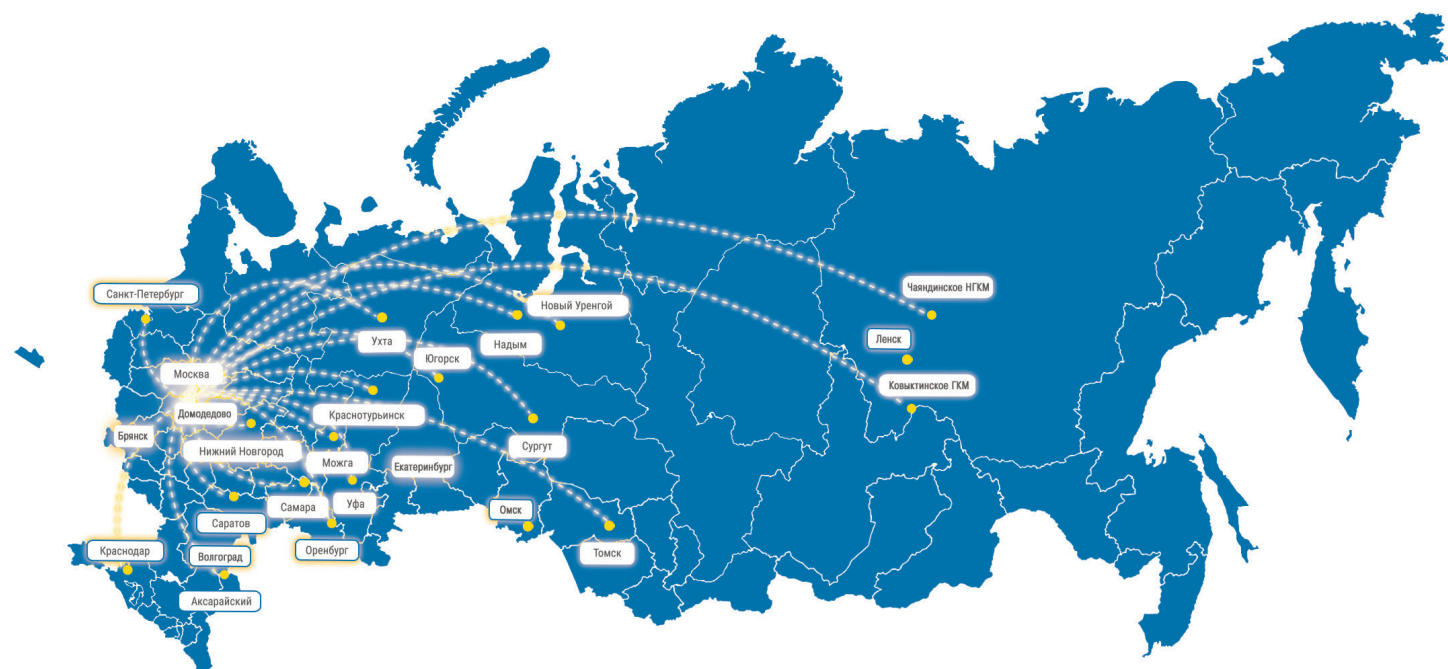 Чаяндинское НГКМ
Санкт-Петербург
Новый Уренгой
Ленск
Ухта
Надым
Югорск
Москва
Ковыктинское ГКМ
Домодедово
Краснотурьинск
Брянск
Сургут
Нижний Новгород
Можга
Екатеринбург
Самара
Уфа
Омск
Саратов
Краснодар
Волгоград
Оренбург
Томск
Аксарайский